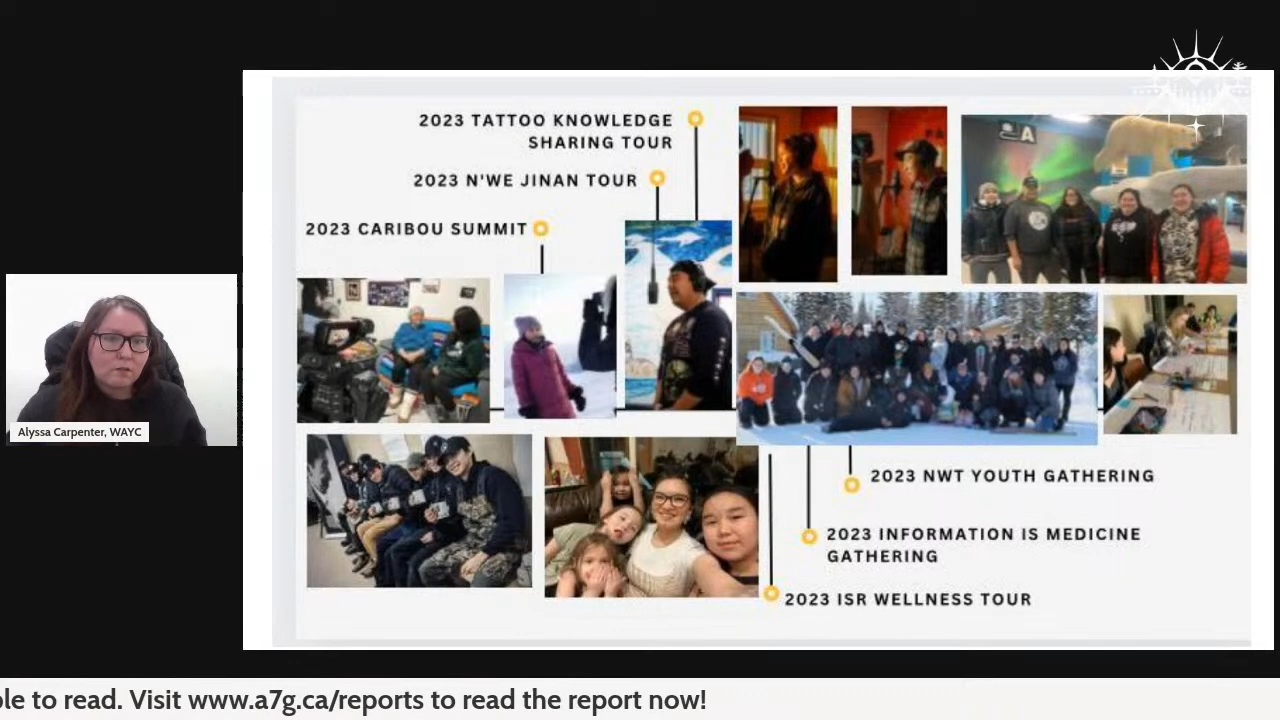 2023 TATTOO KNOWLEDGE
SHARING TOUR
2023 N'WE JINAN TOUR
2023 CARIBOU SUMMIT
A
Alyssa Carpenter, WAYC
2023 NWT YOUTH GATHERING
2023 INFORMATION IS MEDICINE
GATHERING
2023 ISR WELLNESS TOUR
to read. Visit www.a7g.ca/reports to read the report now!